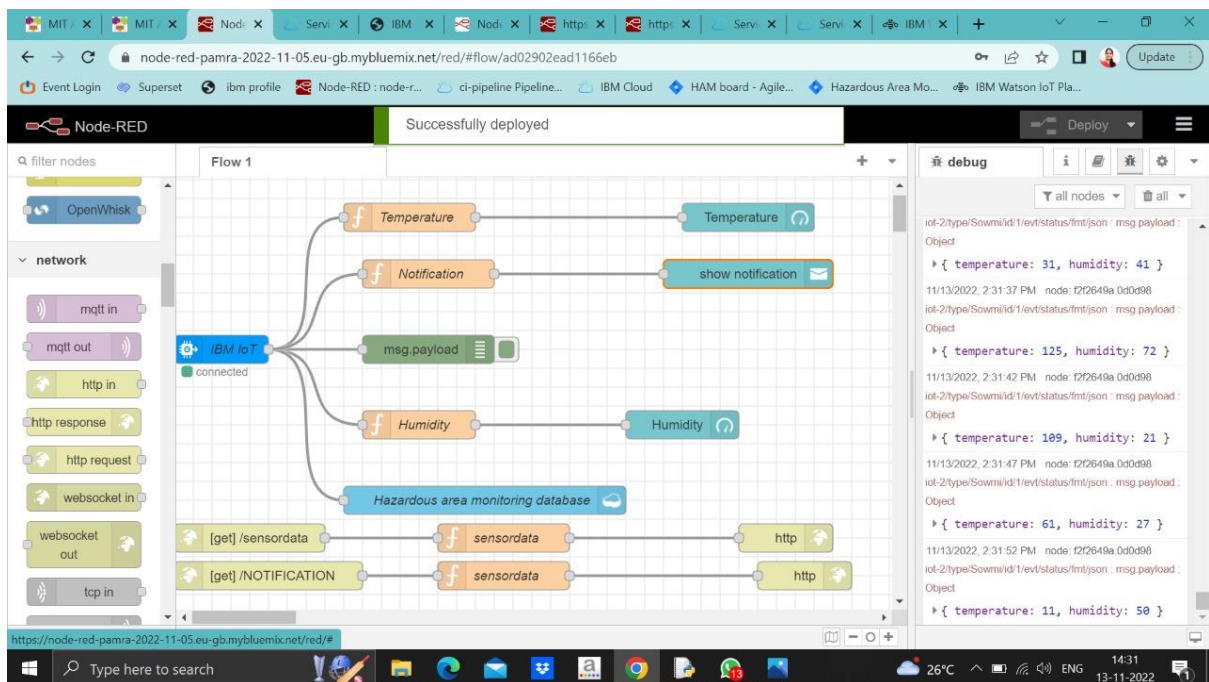 MIT A
MIT A
Node
Servi
IBM
Node
https
https
Servi
Servi
IBM
node-red-pamra-2022-11-05.eu-gb.mybluemix.net/red/#flow/ad02902ead1166eb
Update
Event Login
Superset
ibm profile
Node-RED : node-r...
ci-pipeline Pipeline...
IBM Cloud
HAM board - Agile...
Hazardous Area Mo...
IBM Watson IoT Pla...
Node-RED
Successfully deployed
Deploy
filter nodes
OpenWhisk
network
mqtt in
mqtt out
http in
http response
http request
websocket in
websocket
out
tcp in
Flow 1
Temperature
Temperature
Notification
show notification
IBM IoT
connected
msg.payload
Humidity
Humidity
Hazardous area monitoring database
[get] /sensordata
sensordata
http
[get] /NOTIFICATION
sensordata
http
debug
all nodes
all
iot-2/type/Sowmi/id/1/evt/status/fmt/json : msg.payload :
Object
{ temperature: 31, humidity: 41 }
11/13/2022, 2:31:37 PM node: f2f2649a.0d0d98
iot-2/type/Sowmi/id/1/evt/status/fmt/json : msg.payload :
Object
{ temperature: 125, humidity: 72 }
11/13/2022, 2:31:42 PM node: f2f2649a.0d0d98
iot-2/type/Sowmi/id/1/evt/status/fmt/json : msg.payload :
Object
{ temperature: 109, humidity: 21 }
11/13/2022, 2:31:47 PM node: f2f2649a.0d0d98
iot-2/type/Sowmi/id/1/evt/status/fmt/json : msg.payload :
Object
{ temperature: 61, humidity: 27 }
11/13/2022, 2:31:52 PM node: f2f2649a.0d0d98
iot-2/type/Sowmi/id/1/evt/status/fmt/json : msg.payload :
Object
{ temperature: 11, humidity: 50 }
https://node-red-pamra-2022-11-05.eu-gb.mybluemix.net/red/#
Type here to search
a
13
26°C
ENG
14:31
13-11-2022
1